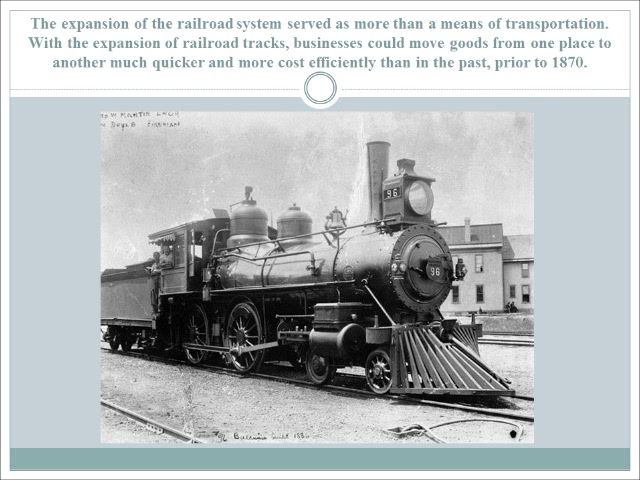 The expansion of the railroad system served as more than a means of transportation.
With the expansion of railroad tracks, businesses could move goods from one place to
another much quicker and more cost efficiently than in the past, prior to 1870.
96
96
built